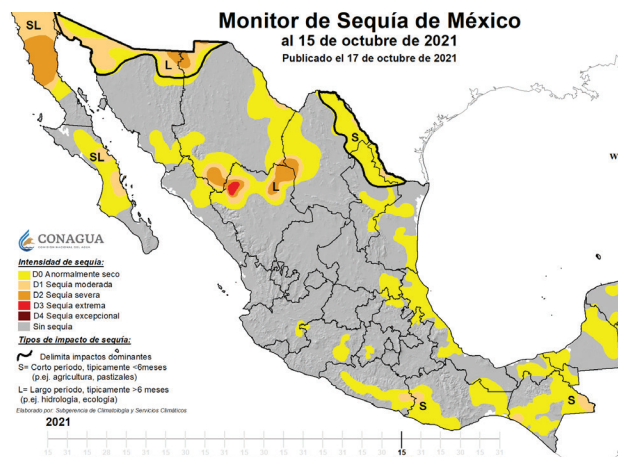 Monitor de Sequía de México
al 15 de octubre de 2021
Publicado el 17 de octubre de 2021
SL
L
S
SL
L
W
CONAGUA
Intensidad de sequía:
D0 Anormalmente seco
D1 Sequía moderada
D2 Sequía severa
D3 Sequía extrema
D4 Sequía excepcional
Sin sequía
Tipos de impacto de sequía:
Delimita impactos dominantes
S= Corto período, típicamente <6meses
(p.ej. agricultura, pastizales)
L= Largo período, típicamente >6 meses
(p.ej. hidrología, ecología)
Elaborado por: Subgerencia de Climatología y Servicios Climáticos
S
S
2021
15